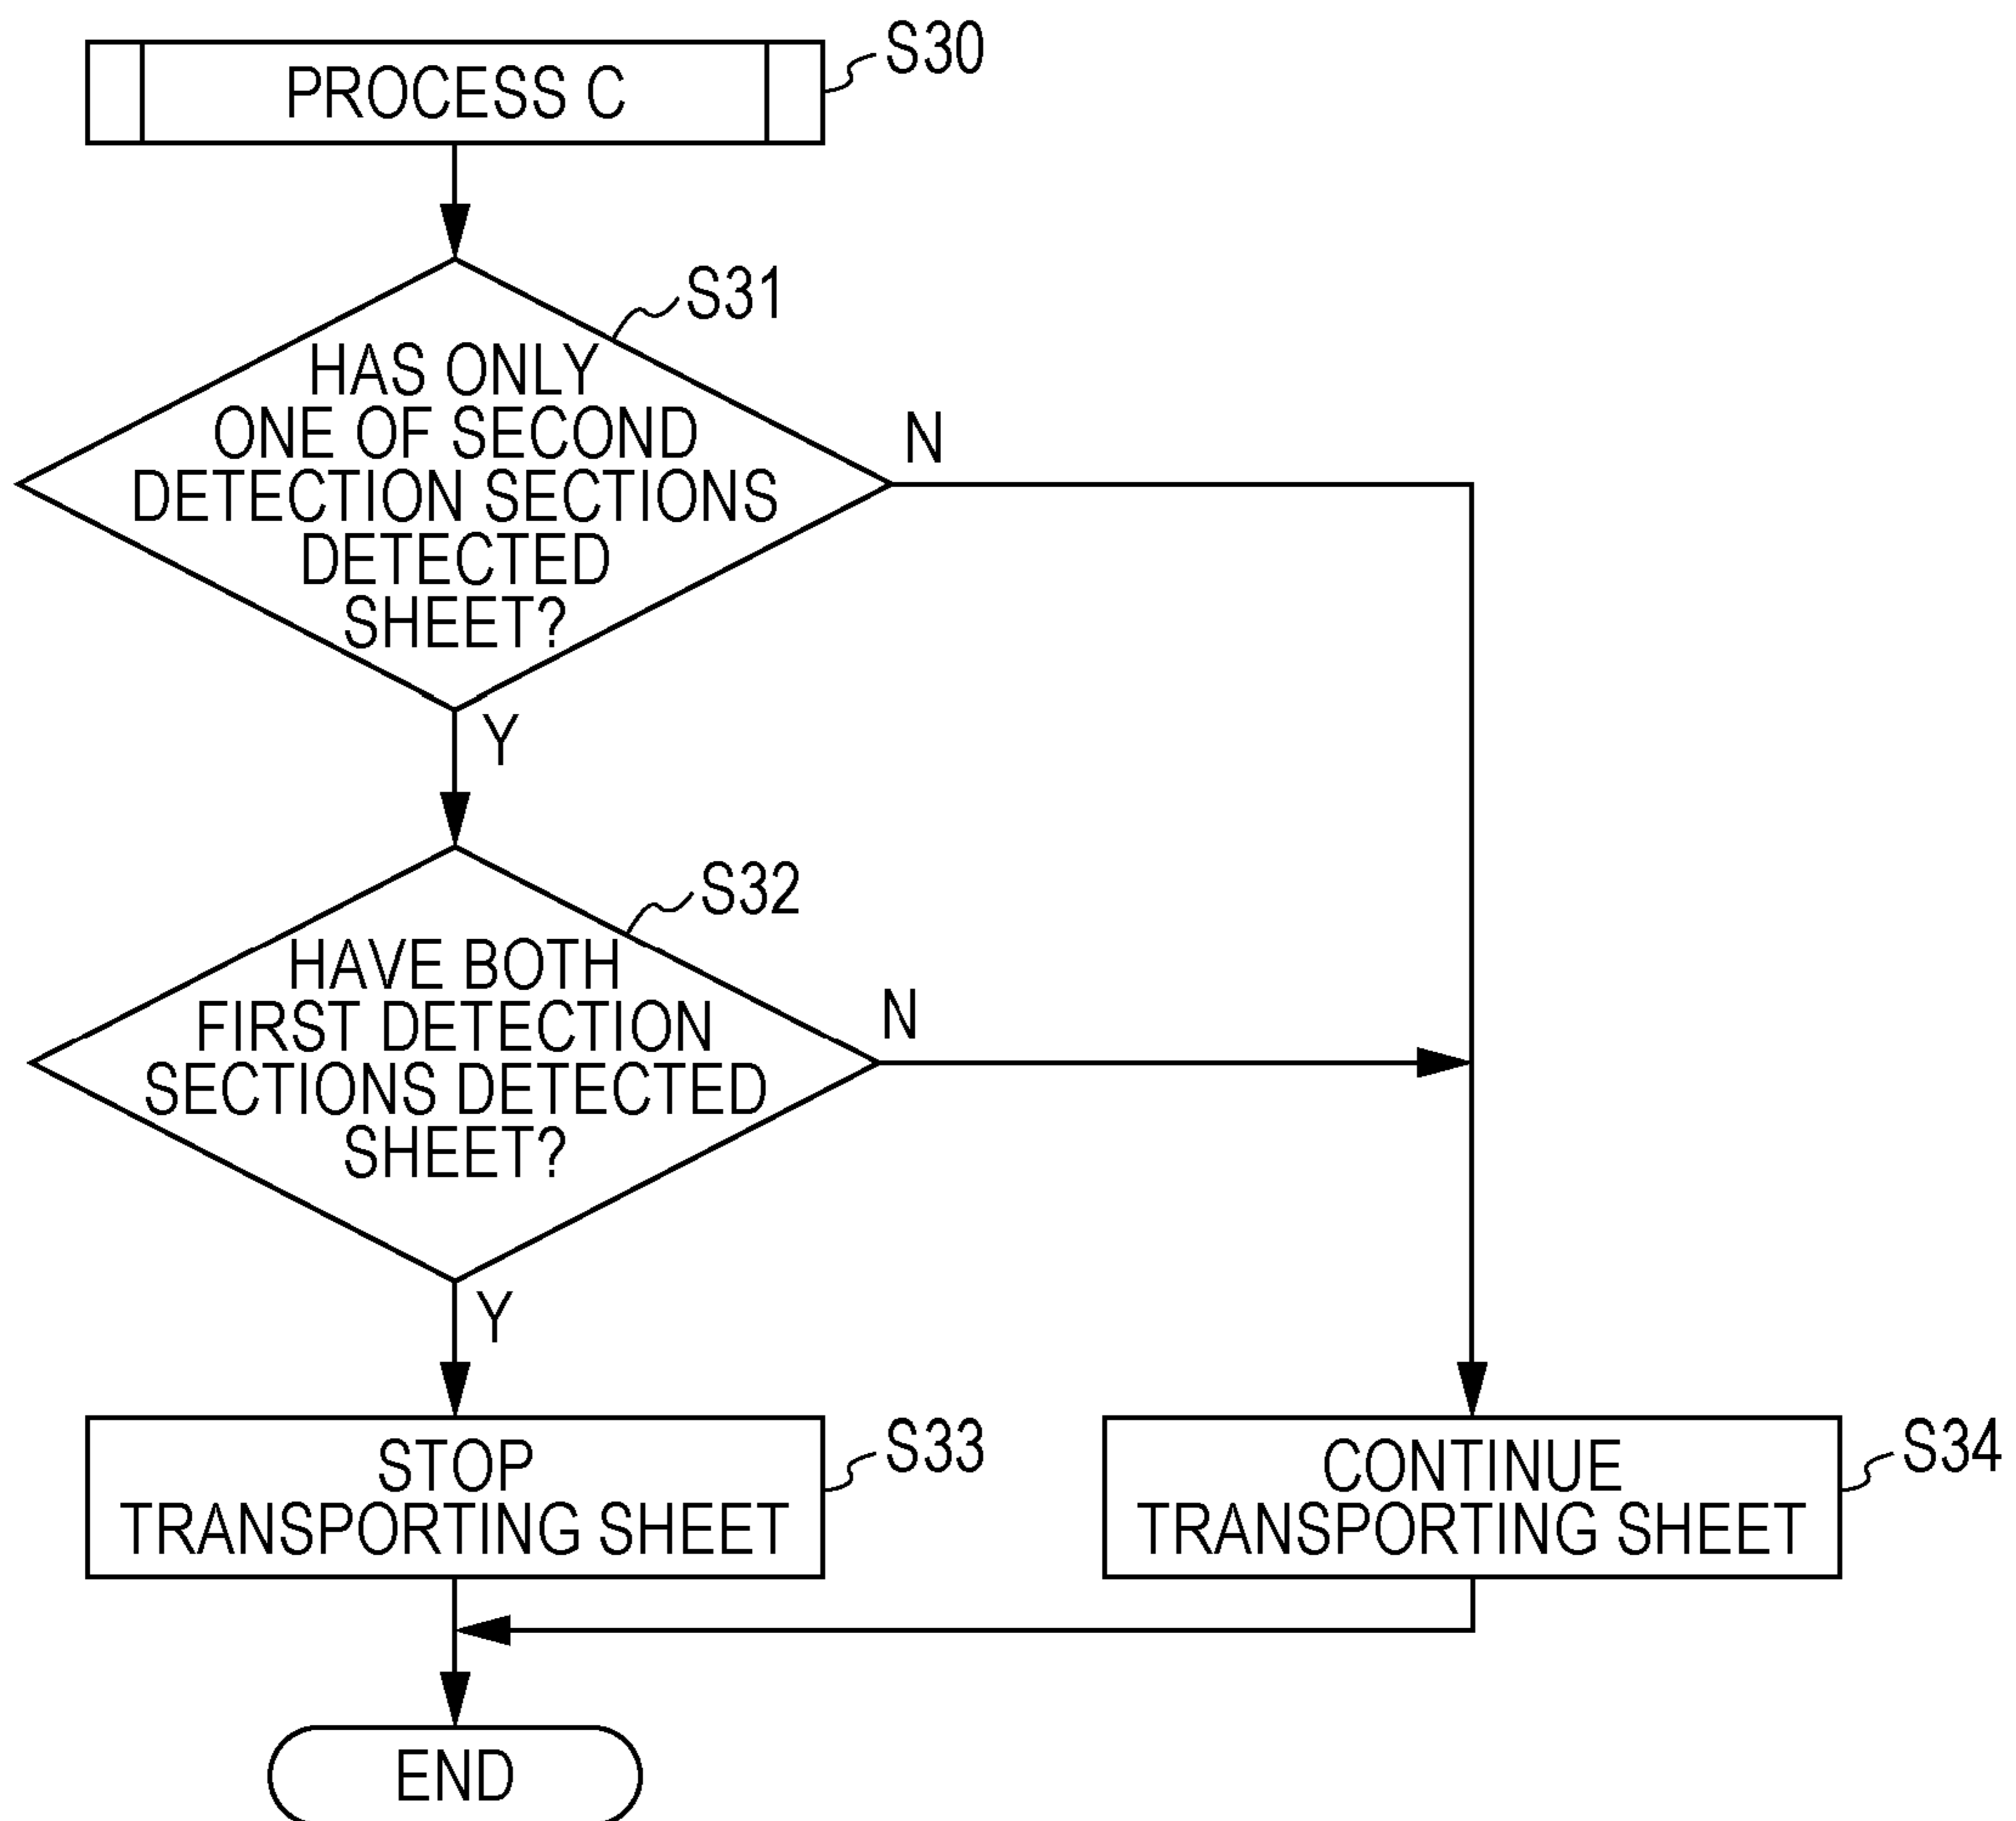 PROCESS C
S30
S31
HAS ONLY
ONE OF SECOND
DETECTION SECTIONS
DETECTED
SHEET?
N
Y
S32
HAVE BOTH
FIRST DETECTION
SECTIONS DETECTED
SHEET?
N
Y
STOP
TRANSPORTING SHEET
S33
CONTINUE
TRANSPORTING SHEET
S34
END